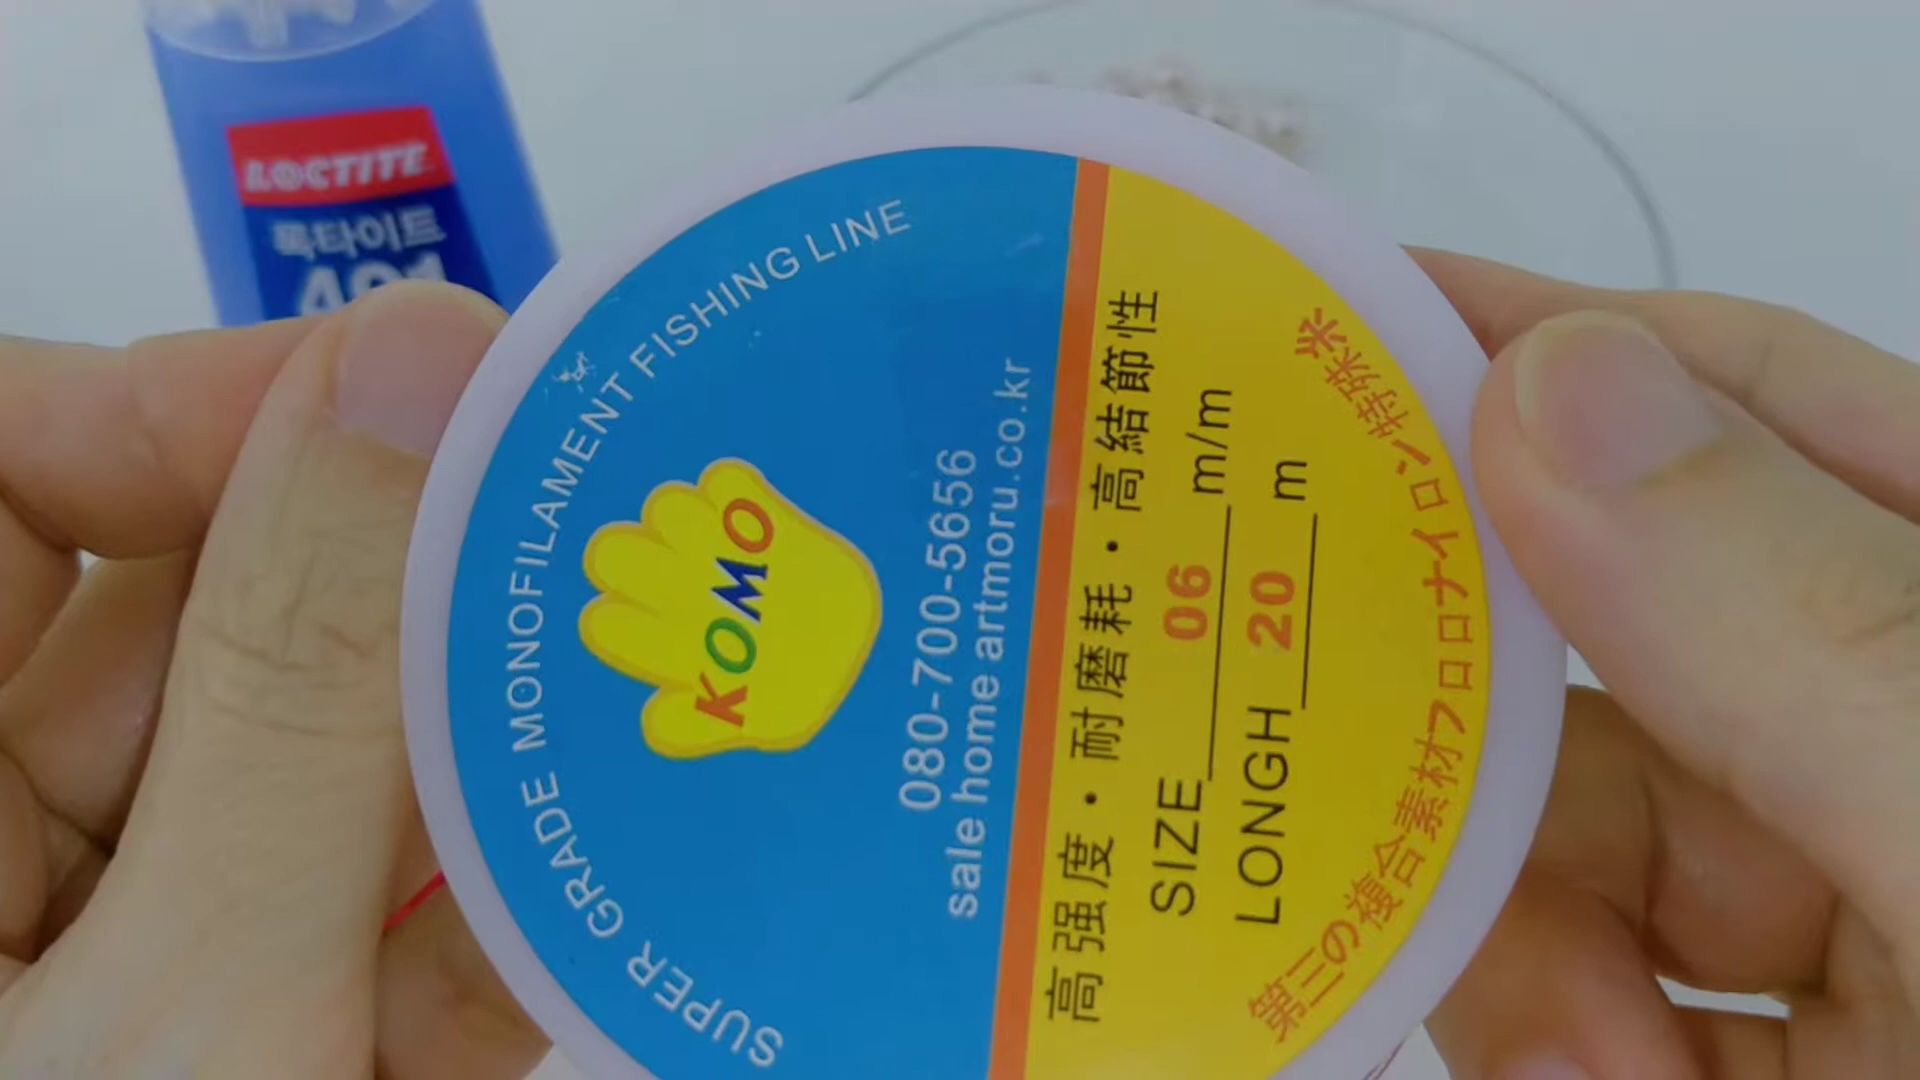 LOCTITE
록타이트
401
SUPER GRADE MONOFILAMENT FISHING LINE
KOMO
080-700-5656
sale home artmoru.co.kr
高强度・耐磨耗・高結節性
SIZE 06 m/m
LONGH 20 m
第三の複合素材フロロナイロン特殊米